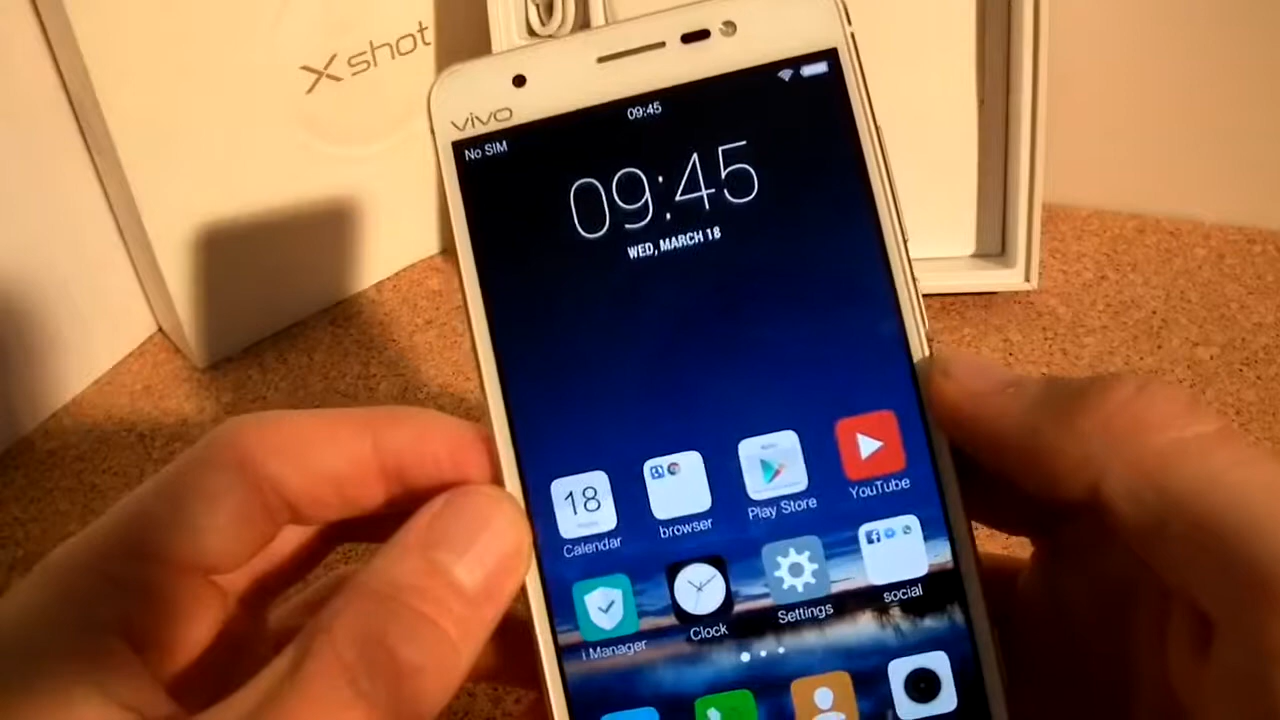 Xshot
vivo
No SIM
09:45
09:45
WED, MARCH 18
18
Calendar
browser
Play Store
YouTube
i Manager
Clock
Settings
social